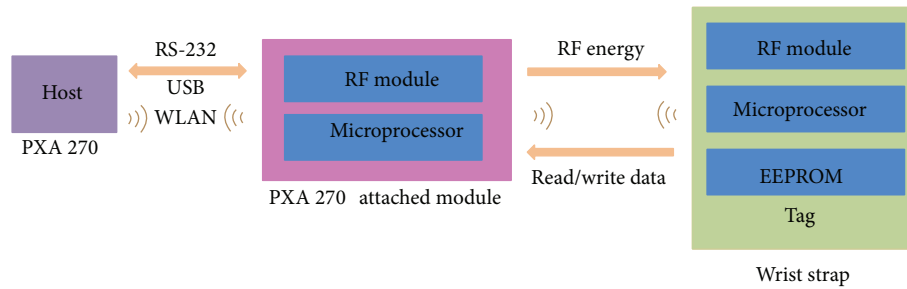 Host
PXA 270
RS-232
USB
WLAN
RF module
Microprocessor
PXA 270 attached module
RF energy
Read/write data
RF module
Microprocessor
EEPROM
Tag
Wrist strap